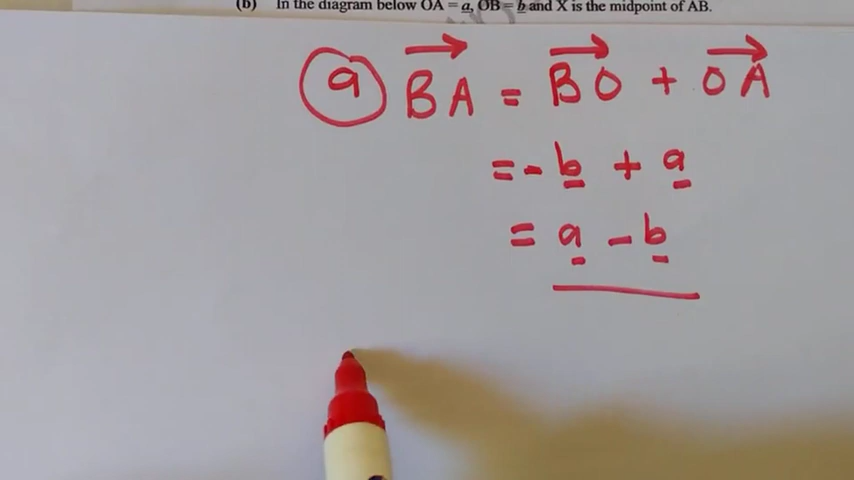 (b) In the diagram below OA = a, OB = b and X is the midpoint of AB.
a BA = BO + OA
= - b + a
= a - b